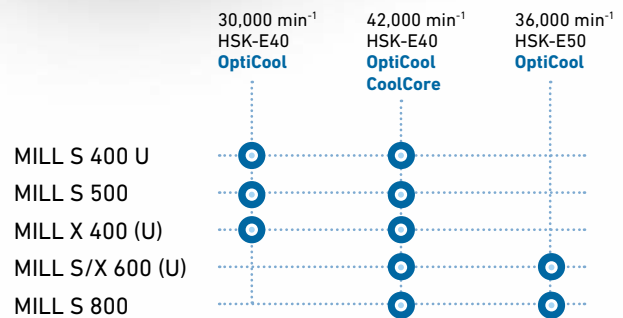 30,000 min⁻¹
HSK-E40
OptiCool
42,000 min⁻¹
HSK-E40
OptiCool
CoolCore
36,000 min⁻¹
HSK-E50
OptiCool
MILL S 400 U
MILL S 500
MILL X 400 (U)
MILL S/X 600 (U)
MILL S 800